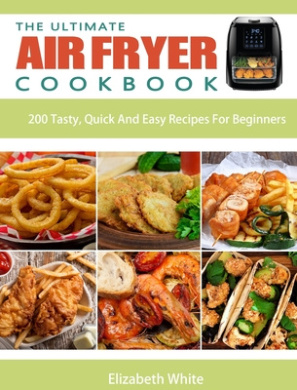 THE ULTIMATE
AIR FRYER
COOKBOOK
200 Tasty, Quick And Easy Recipes For Beginners
Elizabeth White